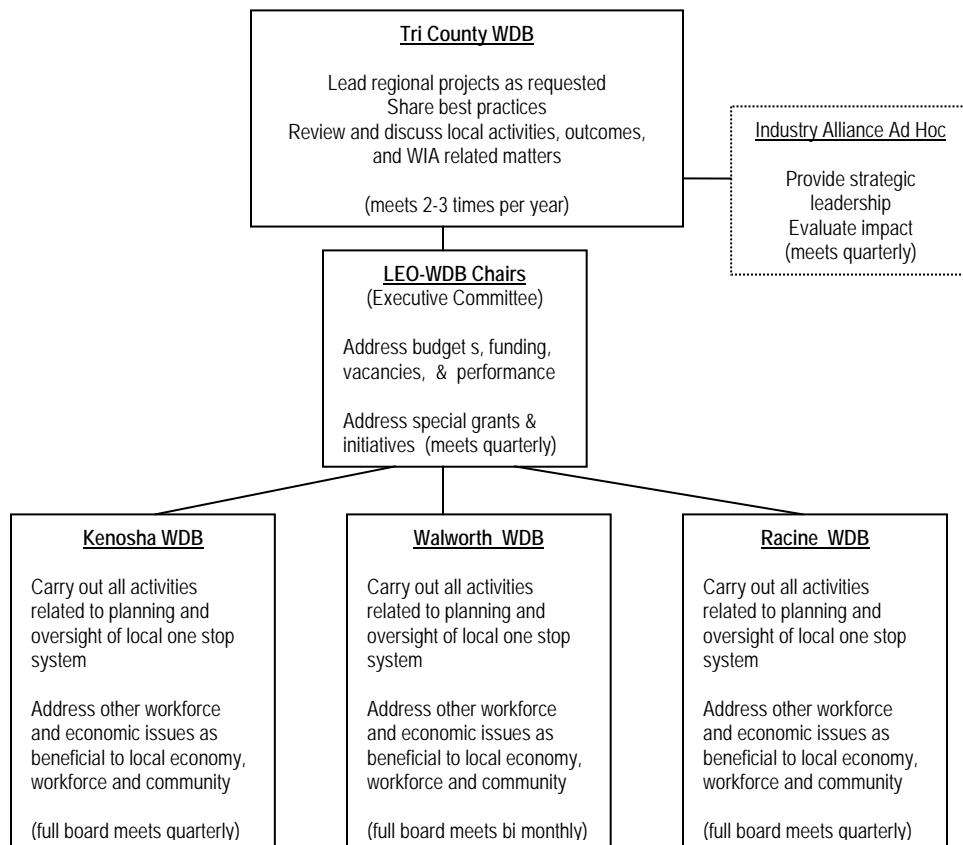 Tri County WDB
Lead regional projects as requested
Share best practices
Review and discuss local activities, outcomes,
and WIA related matters
(meets 2-3 times per year)
Industry Alliance Ad Hoc
Provide strategic
leadership
Evaluate impact
(meets quarterly)
LEO-WDB Chairs
(Executive Committee)
Address budget s, funding,
vacancies, & performance
Address special grants &
initiatives (meets quarterly)
Kenosha WDB
Carry out all activities
related to planning and
oversight of local one stop
system
Address other workforce
and economic issues as
beneficial to local economy,
workforce and community
(full board meets quarterly)
Walworth WDB
Carry out all activities
related to planning and
oversight of local one stop
system
Address other workforce
and economic issues as
beneficial to local economy,
workforce and community
(full board meets bi monthly)
Racine WDB
Carry out all activities
related to planning and
oversight of local one stop
system
Address other workforce
and economic issues as
beneficial to local economy,
workforce and community
(full board meets quarterly)